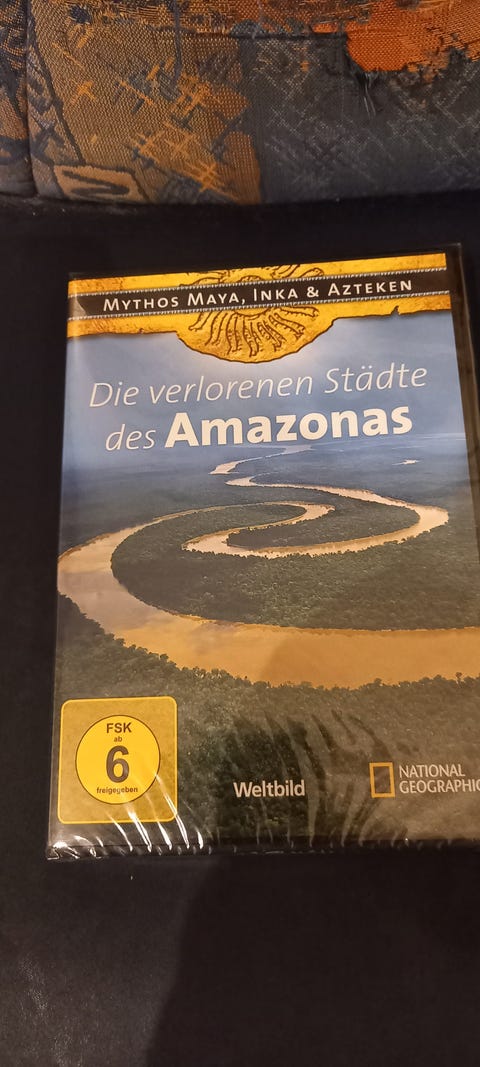 MYTHOS MAYA, INKA & AZTEKEN
Die verlorenen Städte
des Amazonas
FSK
ab
6
freigegeben
Weltbild
NATIONAL
GEOGRAPHIC